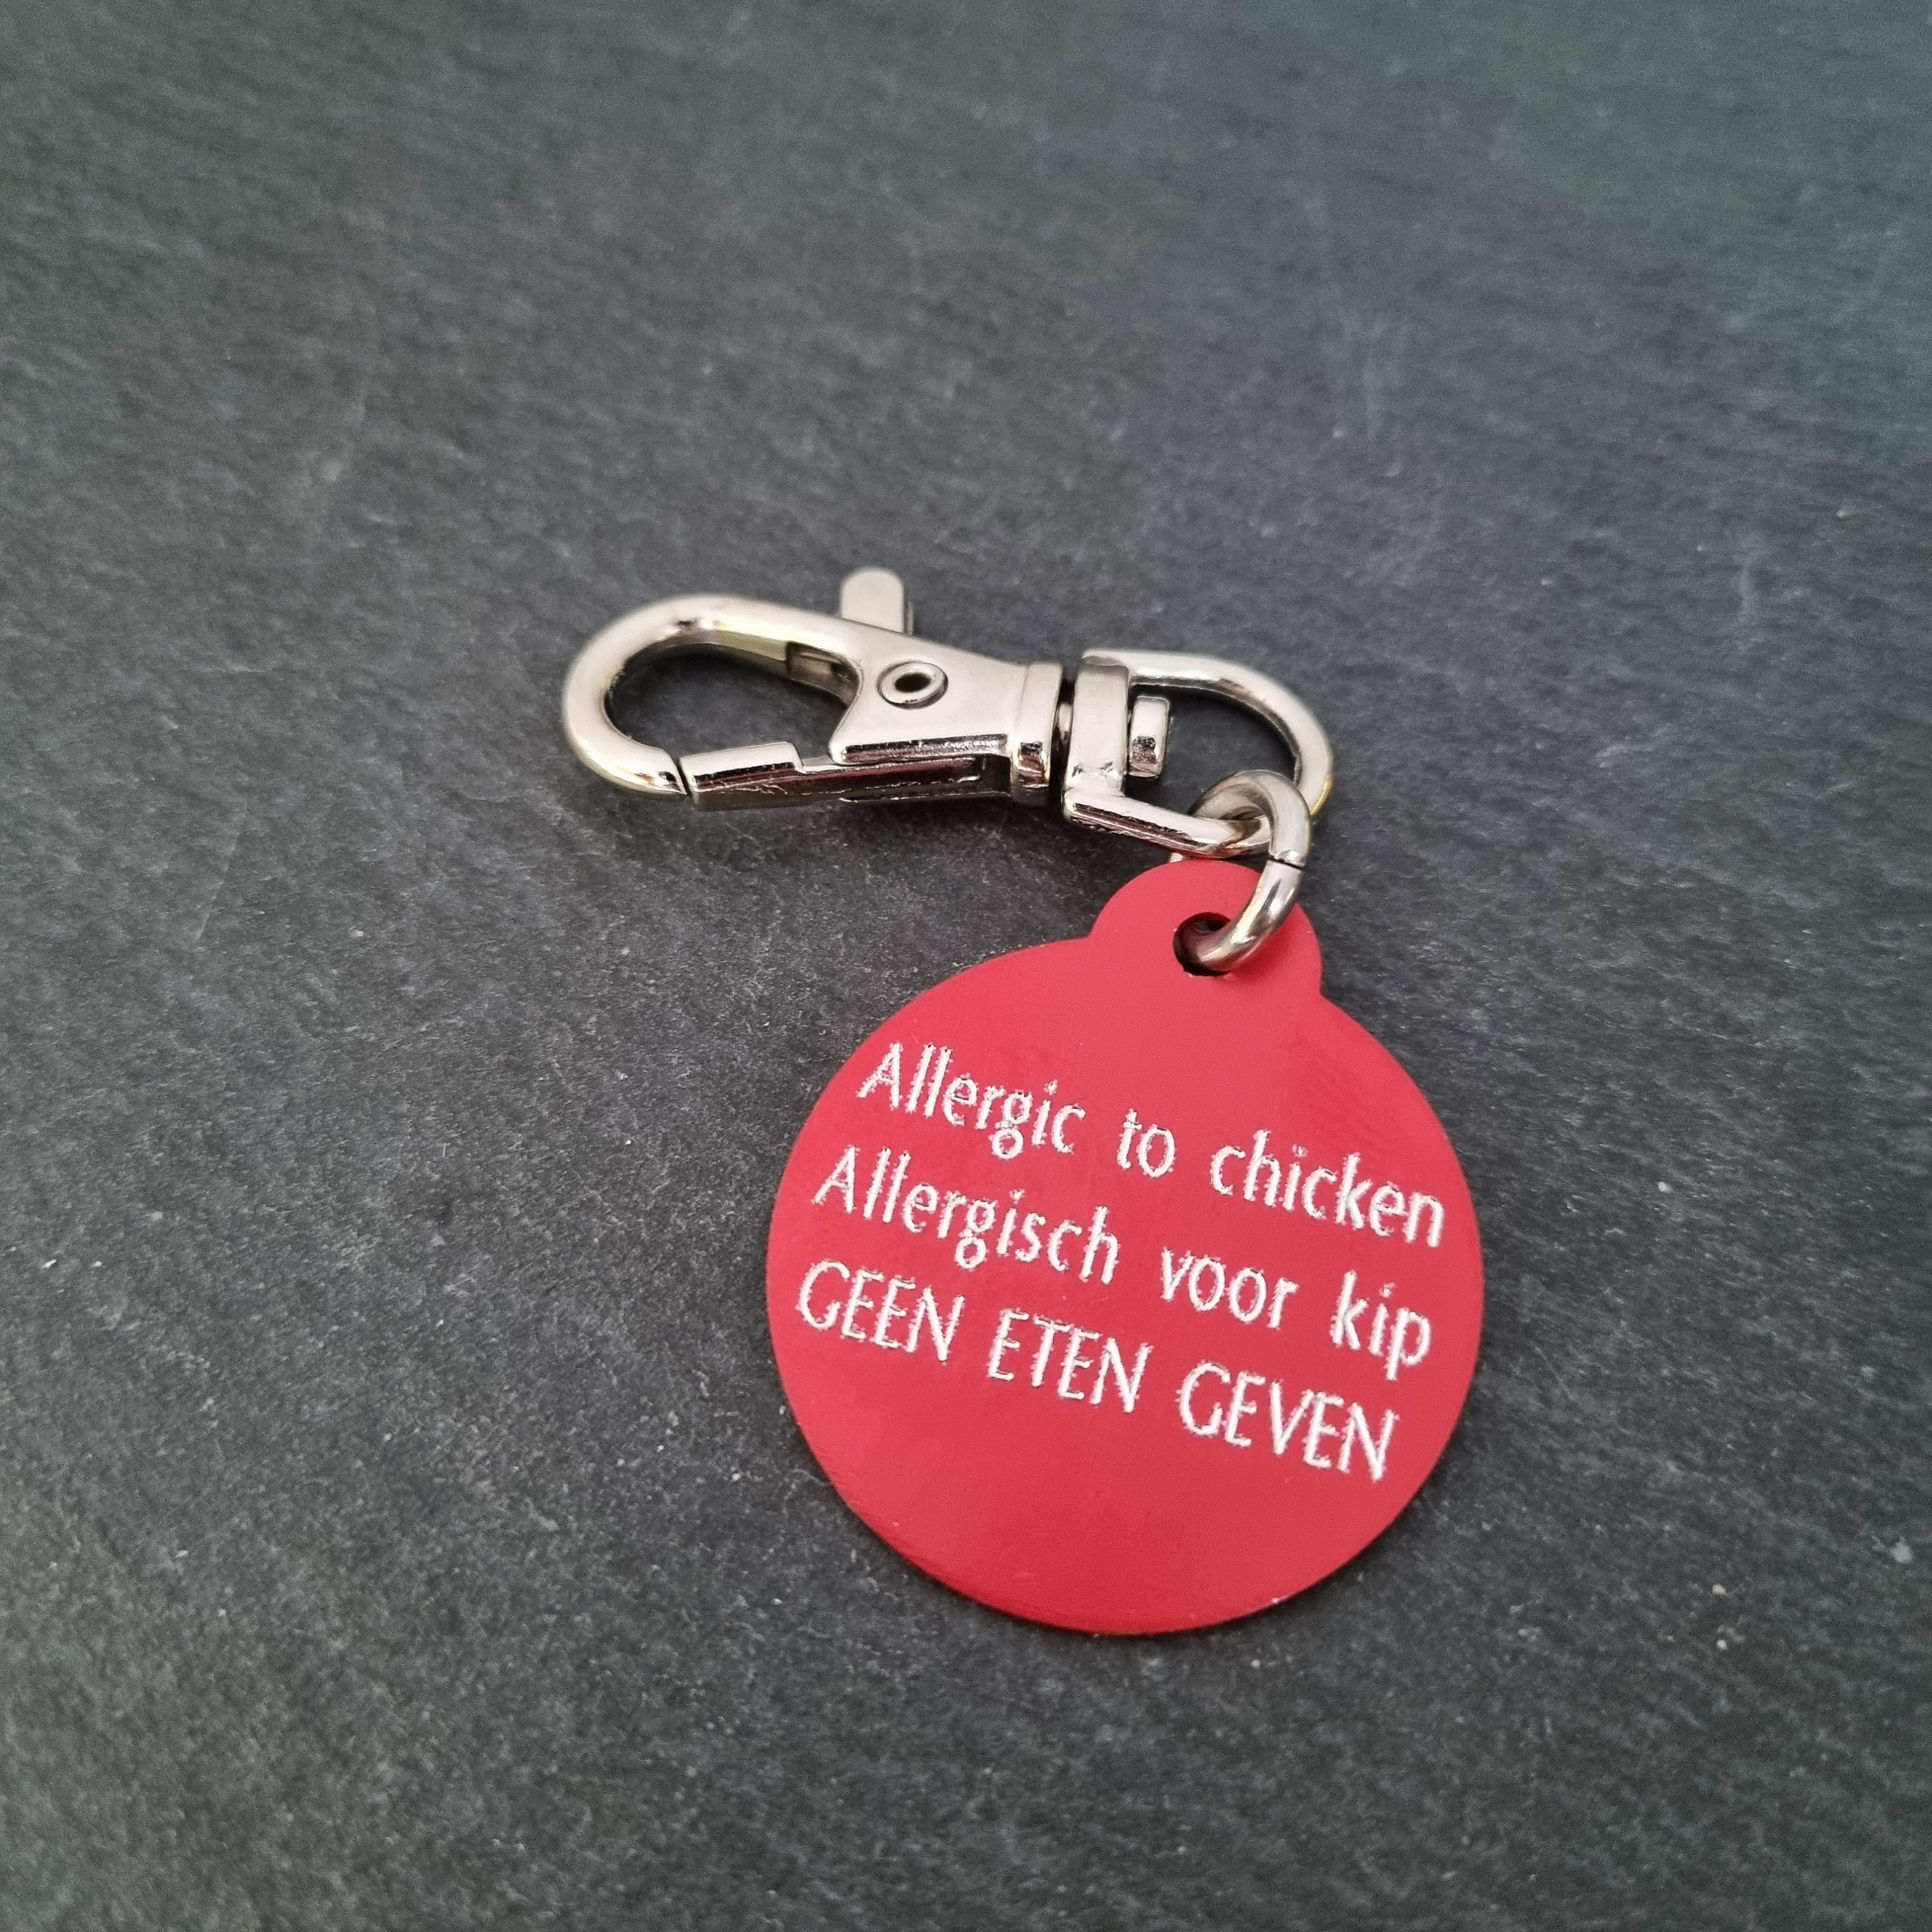 Allergic to chicken
Allergisch voor kip
GEEN ETEN GEVEN